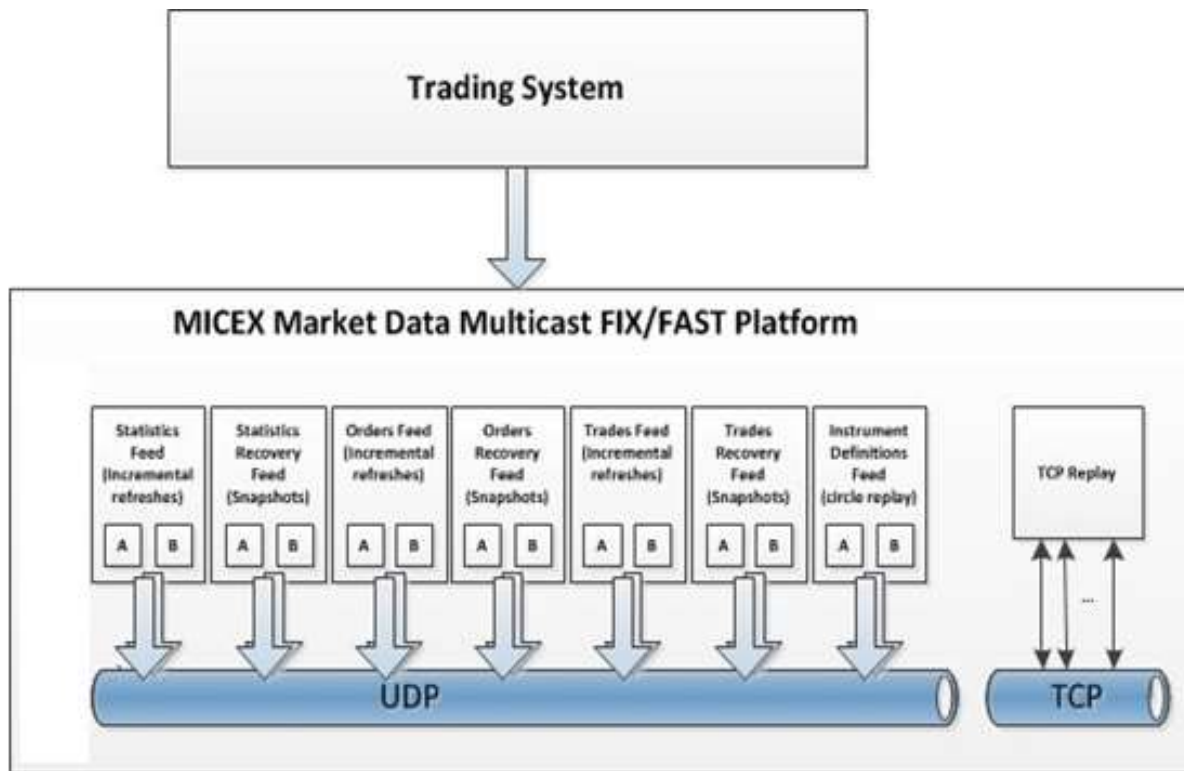 Trading System
MICEX Market Data Multicast FIX/FAST Platform
Statistics
Feed
(Incremental
refreshes)
A
B
Statistics
Recovery
Feed
(Snapshots)
A
B
Orders Feed
(Incremental
refreshes)
A
B
Orders
Recovery
Feed
(Snapshots)
A
B
Trades Feed
(Incremental
refreshes)
A
B
Trades
Recovery
Feed
(Snapshots)
A
B
Instrument
Definitions
Feed
(circle replay)
A
B
TCP Replay
...
UDP
TCP